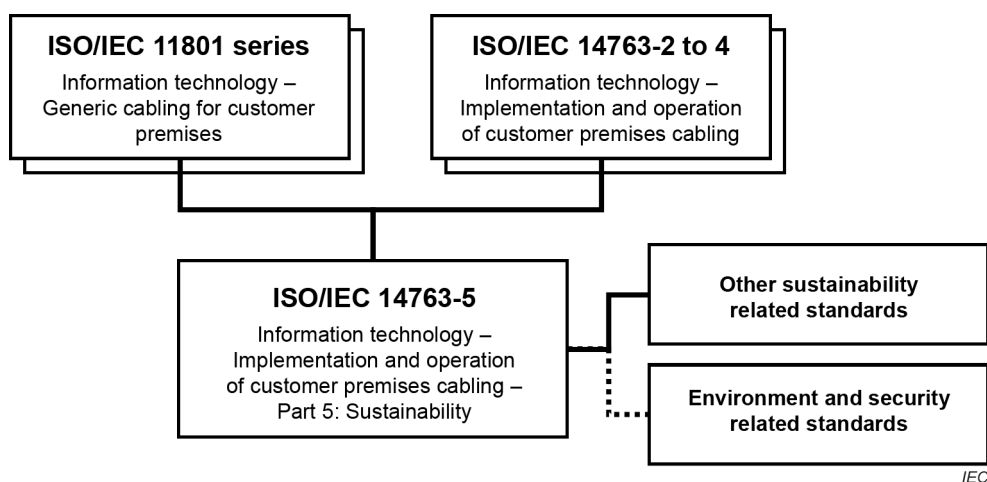 ISO/IEC 11801 series
Information technology –
Generic cabling for customer
premises
ISO/IEC 14763-2 to 4
Information technology –
Implementation and operation
of customer premises cabling
ISO/IEC 14763-5
Information technology –
Implementation and operation
of customer premises cabling –
Part 5: Sustainability
Other sustainability
related standards
Environment and security
related standards
IEC